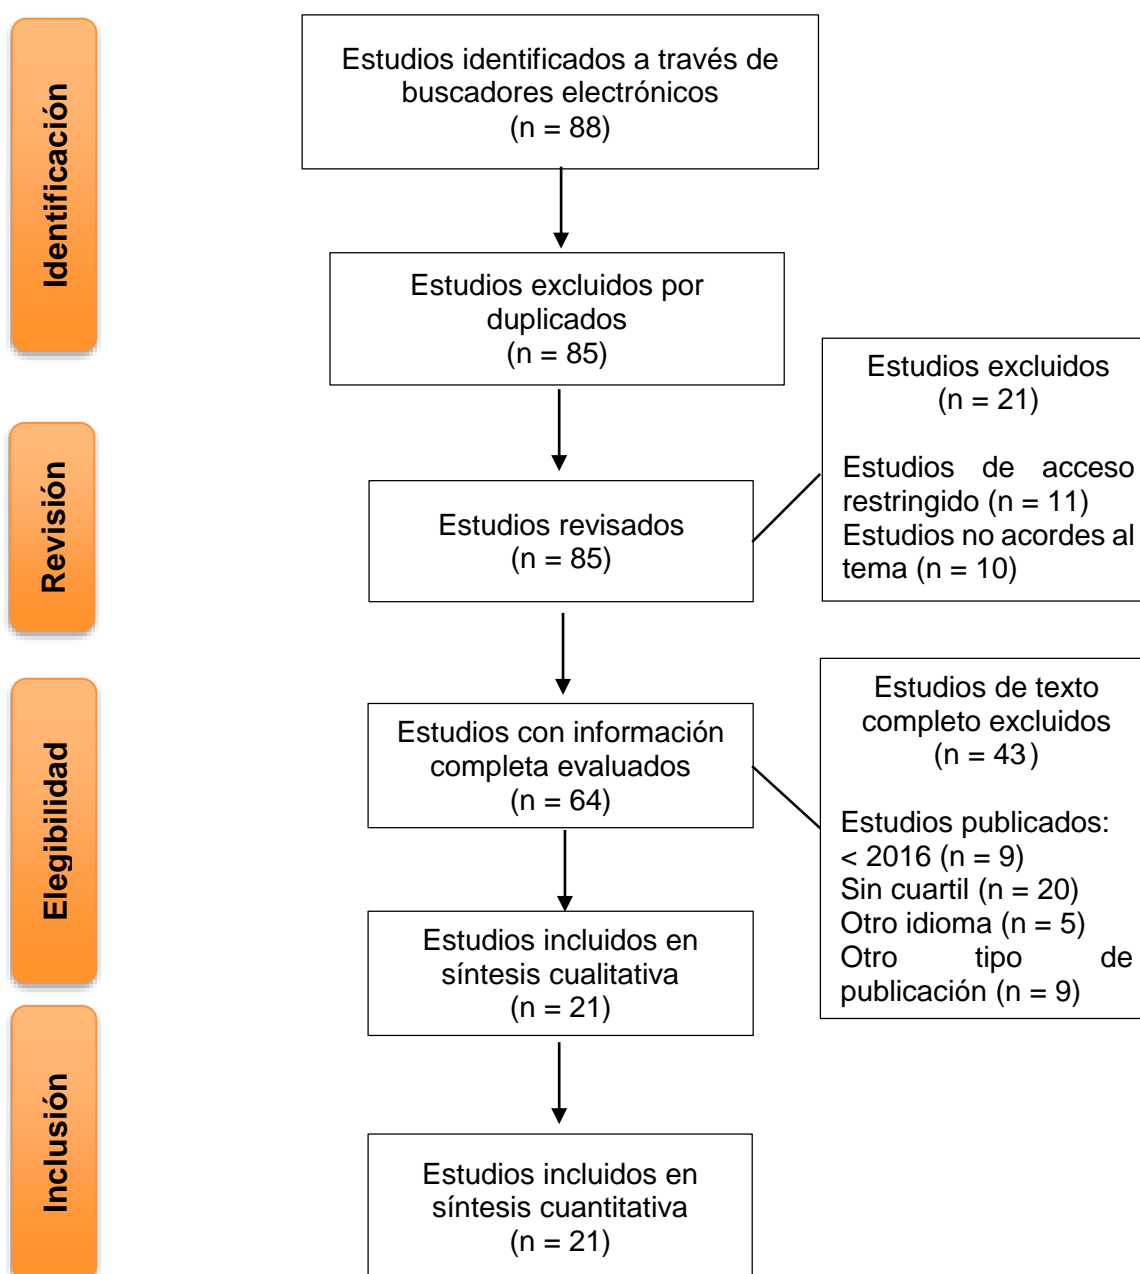 Identificación
Estudios identificados a través de
buscadores electrónicos
(n = 88)
Estudios excluidos por
duplicados
(n = 85)
Estudios excluidos
(n = 21)
Estudios de acceso
restringido (n = 11)
Estudios no acordes al
tema (n = 10)
Revisión
Estudios revisados
(n = 85)
Elegibilidad
Estudios con información
completa evaluados
(n = 64)
Estudios de texto
completo excluidos
(n = 43)
Estudios publicados:
< 2016 (n = 9)
Sin cuartil (n = 20)
Otro idioma (n = 5)
Otro tipo de
publicación (n = 9)
Estudios incluidos en
síntesis cualitativa
(n = 21)
Inclusión
Estudios incluidos en
síntesis cuantitativa
(n = 21)